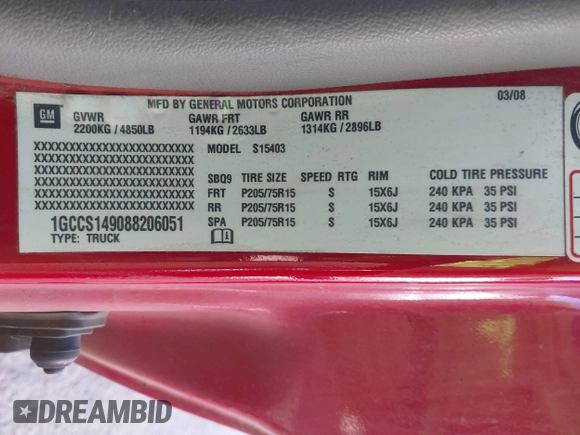 MFD BY GENERAL MOTORS CORPORATION 03/08
GM
GVWR GAWR FRT GAWR RR
2200KG / 4850LB 1194KG / 2633LB 1314KG / 2896LB
XXXXXXXXXXXXXXXXXXXXXXXXX MODEL S15403
XXXXXXXXXXXXXXXXXXXXXXXXX
XXXXXXXXXXXXXXXXXXXXXXXXX
XXXXXXXXXXXXXXXXXXXXXXXXX
XXXXXXXXXXXXXXXXXXXXXXXXX
XXXXXXXXXXXXXXXXXXXXXXXXX
SBQ9 TIRE SIZE SPEED RTG RIM COLD TIRE PRESSURE
FRT P205/75R15 S 15X6J 240 KPA 35 PSI
RR P205/75R15 S 15X6J 240 KPA 35 PSI
SPA P205/75R15 S 15X6J 240 KPA 35 PSI
1GCCS149088206051
TYPE: TRUCK
DREAMBID